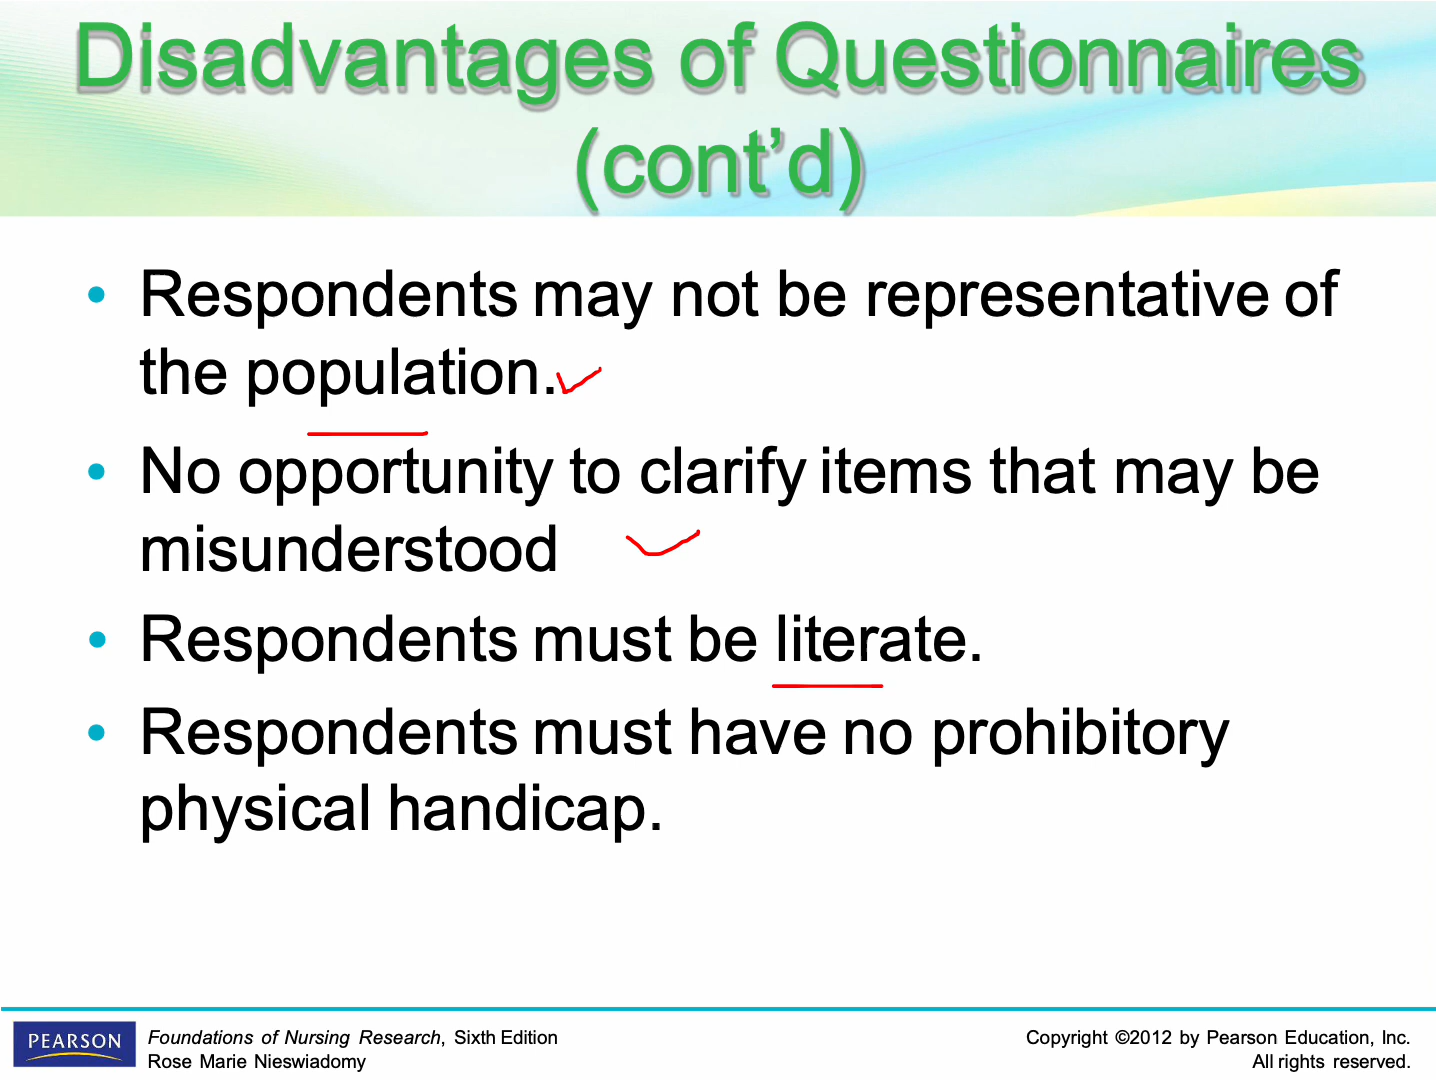 Disadvantages of Questionnaires
(cont’d)
• Respondents may not be representative of
the population.
• No opportunity to clarify items that may be
misunderstood
• Respondents must be literate.
• Respondents must have no prohibitory
physical handicap.
PEARSON
Foundations of Nursing Research, Sixth Edition
Rose Marie Nieswiadomy
Copyright ©2012 by Pearson Education, Inc.
All rights reserved.